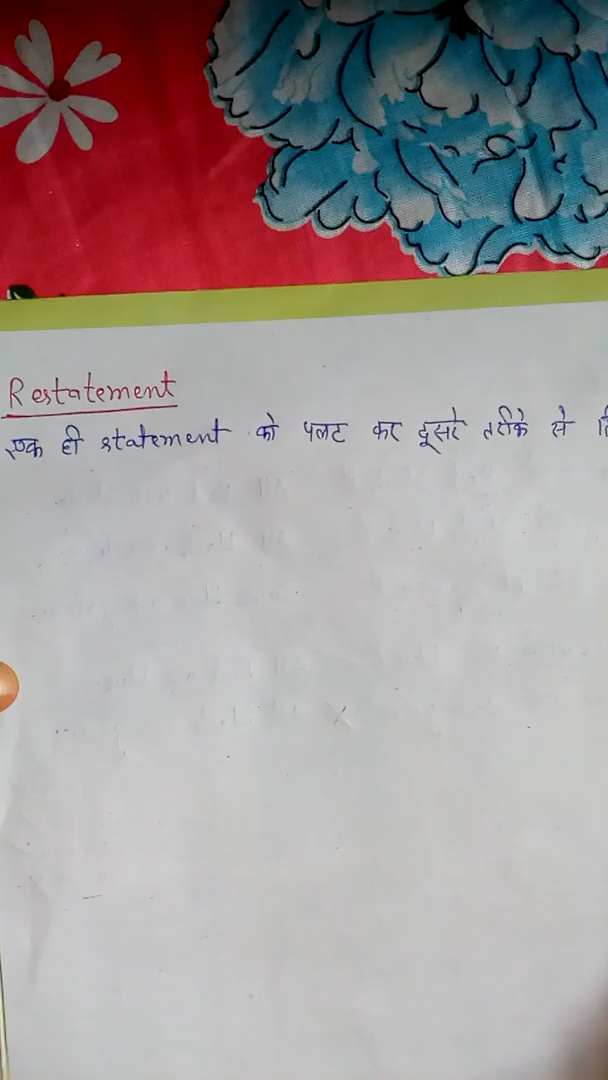 Restatement
एक ही statement को पलट कर दूसरे तरीके से